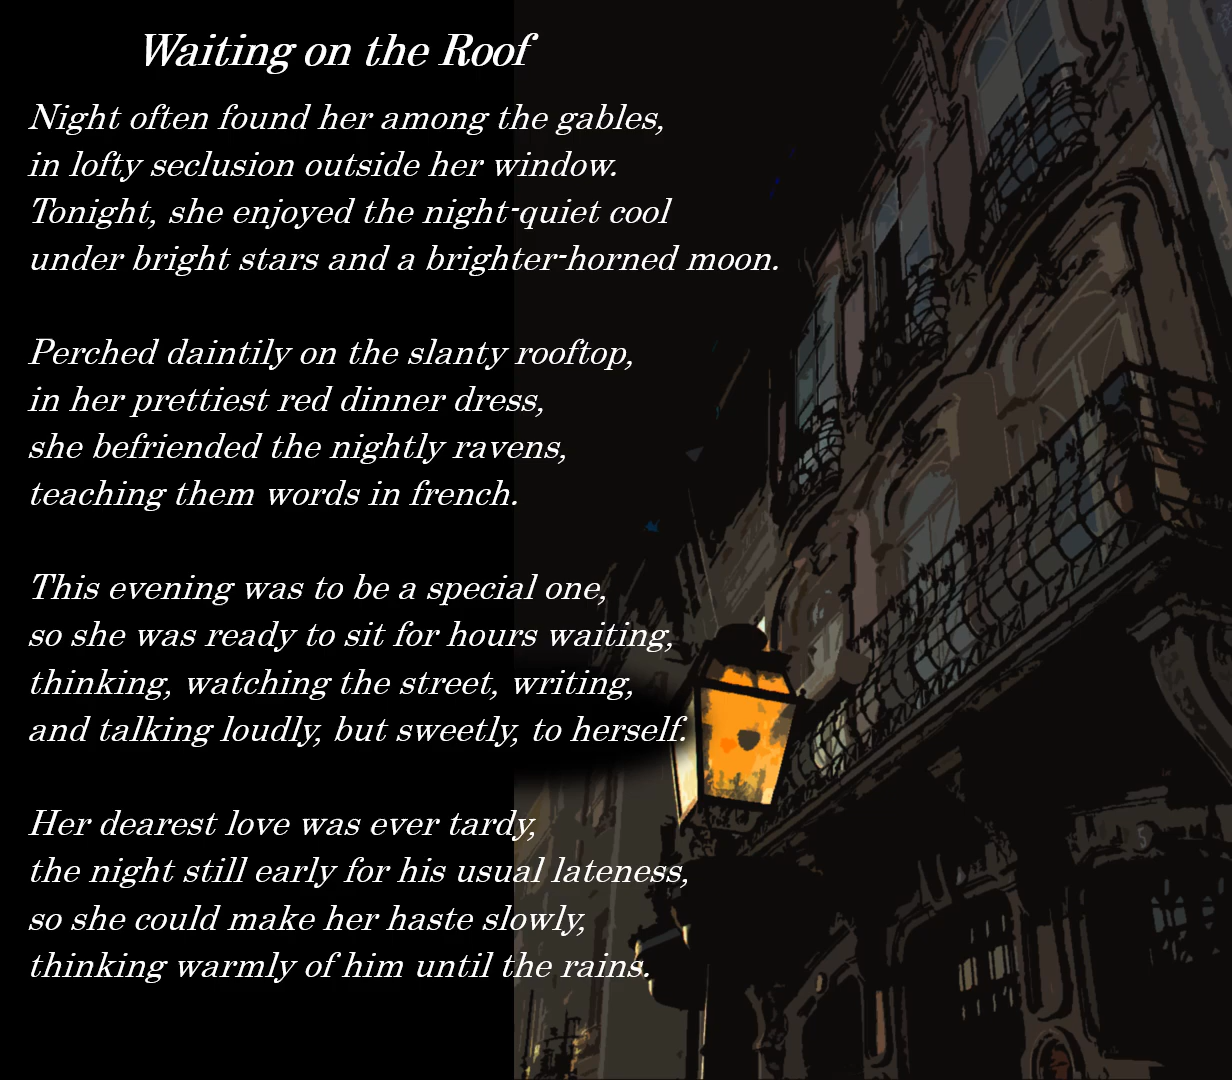 Waiting on the Roof
Night often found her among the gables,
in lofty seclusion outside her window.
Tonight, she enjoyed the night-quiet cool
under bright stars and a brighter-horned moon.
Perched daintily on the slanty rooftop,
in her prettiest red dinner dress,
she befriended the nightly ravens,
teaching them words in french.
This evening was to be a special one,
so she was ready to sit for hours waiting,
thinking, watching the street, writing,
and talking loudly, but sweetly, to herself.
Her dearest love was ever tardy,
the night still early for his usual lateness,
so she could make her haste slowly,
thinking warmly of him until the rains.